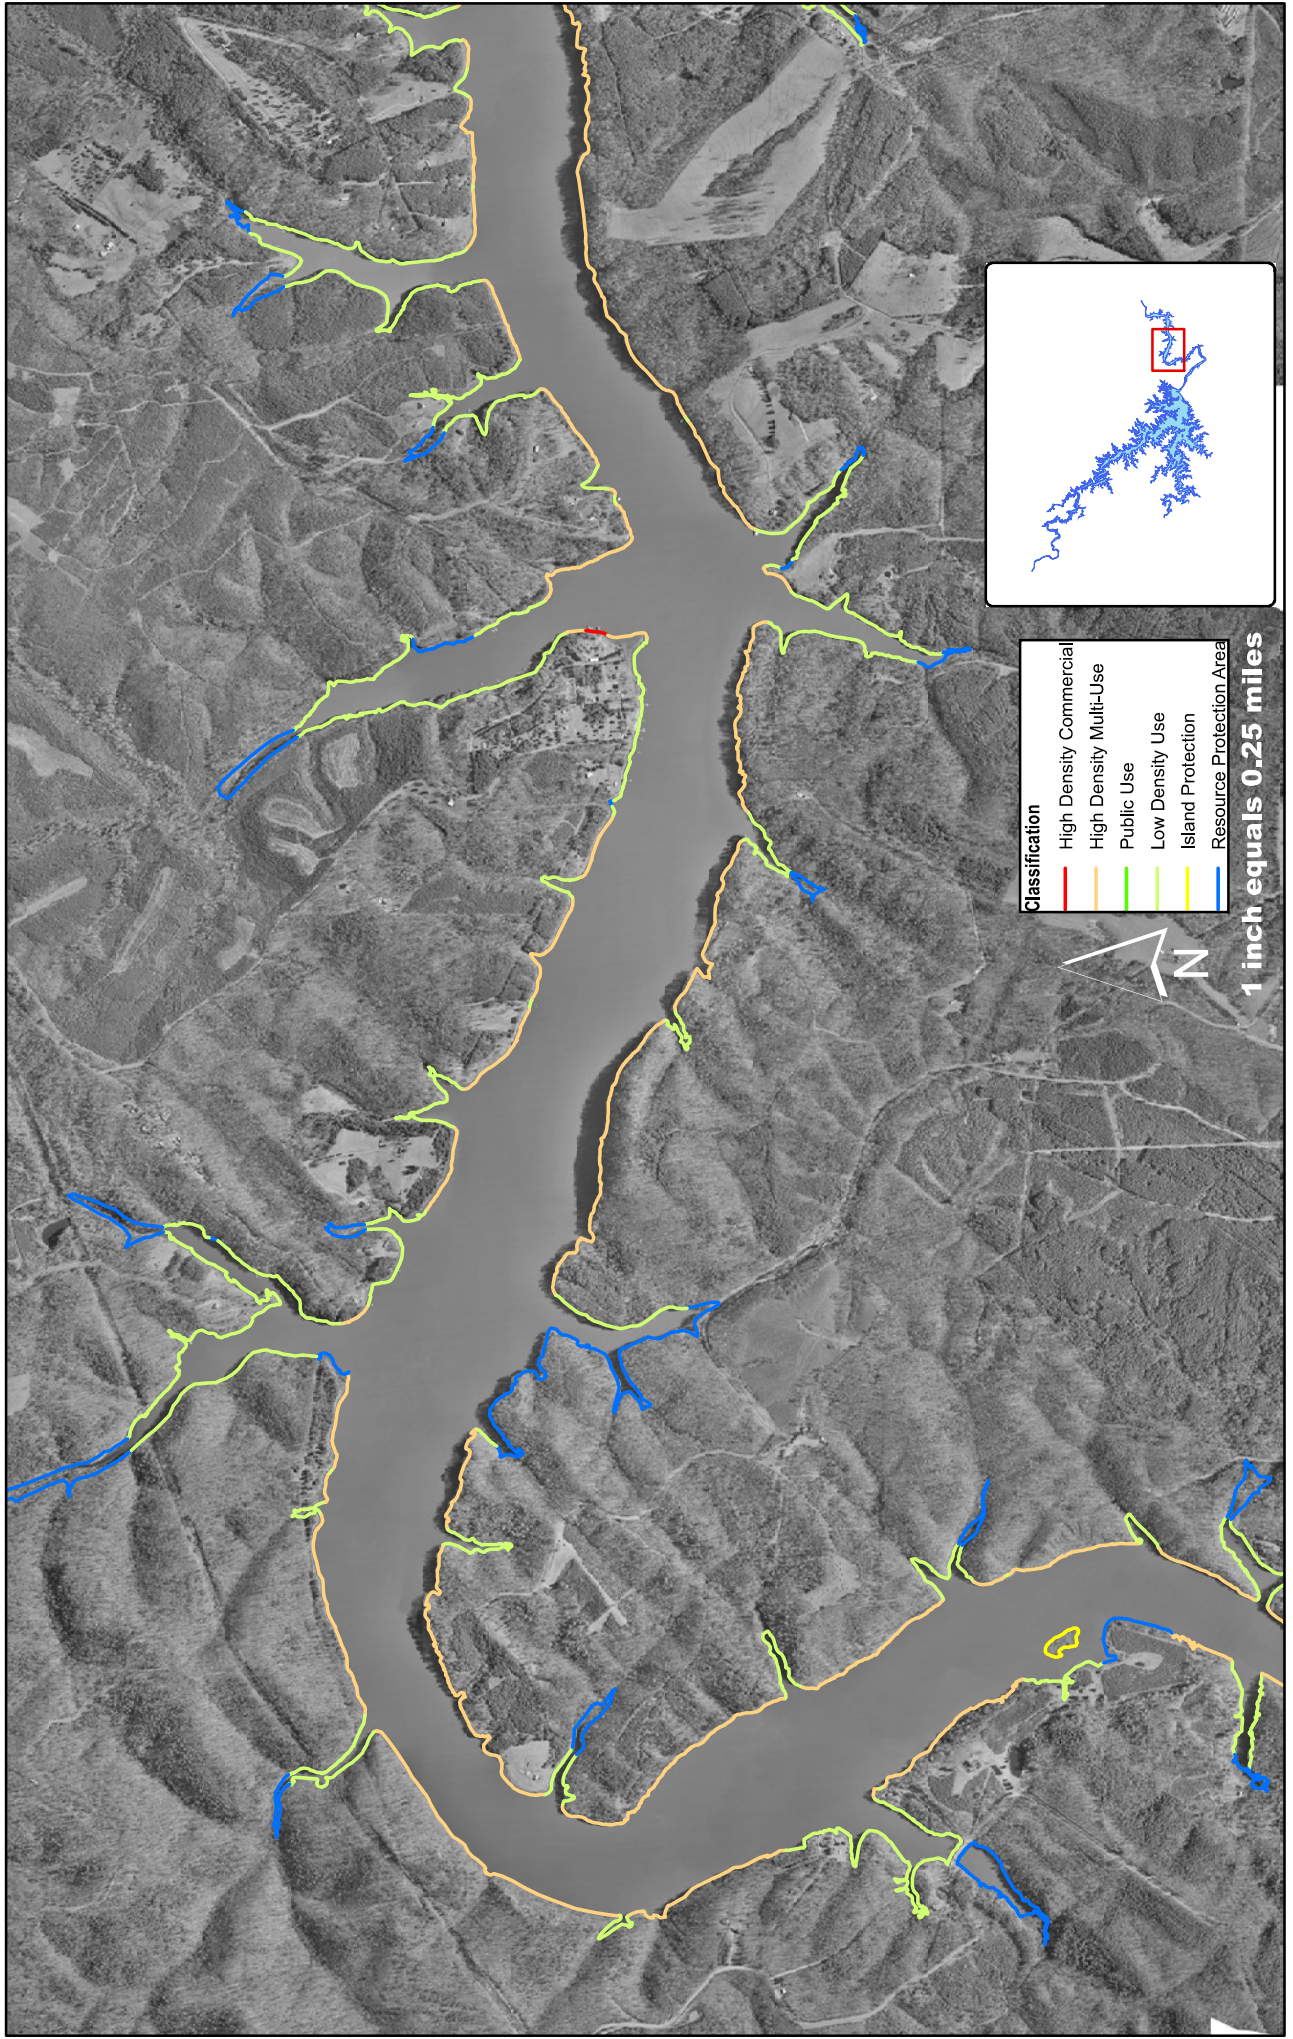 Classification
High Density Commercial
High Density Multi-Use
Public Use
Low Density Use
Island Protection
Resource Protection Area
N
1 inch equals 0.25 miles